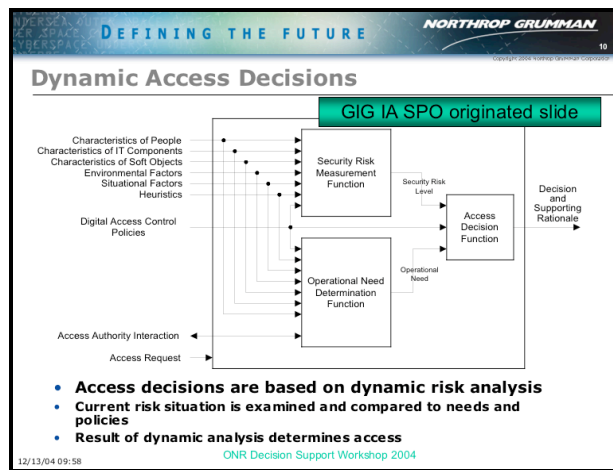 NDERSEA OUT
ER SPACE
CYBERSPACE
DEFINING THE FUTURE
NORTHROP GRUMMAN
10
Copyright 2004 Northrop Grumman Corporation
Dynamic Access Decisions
GIG IA SPO originated slide
Characteristics of People
Characteristics of IT Components
Characteristics of Soft Objects
Environmental Factors
Situational Factors
Heuristics
Digital Access Control
Policies
Access Authority Interaction
Access Request
Security Risk
Measurement
Function
Security Risk
Level
Operational Need
Determination
Function
Operational
Need
Access
Decision
Function
Decision
and
Supporting
Rationale
• Access decisions are based on dynamic risk analysis
• Current risk situation is examined and compared to needs and
policies
• Result of dynamic analysis determines access
12/13/04 09:58
ONR Decision Support Workshop 2004